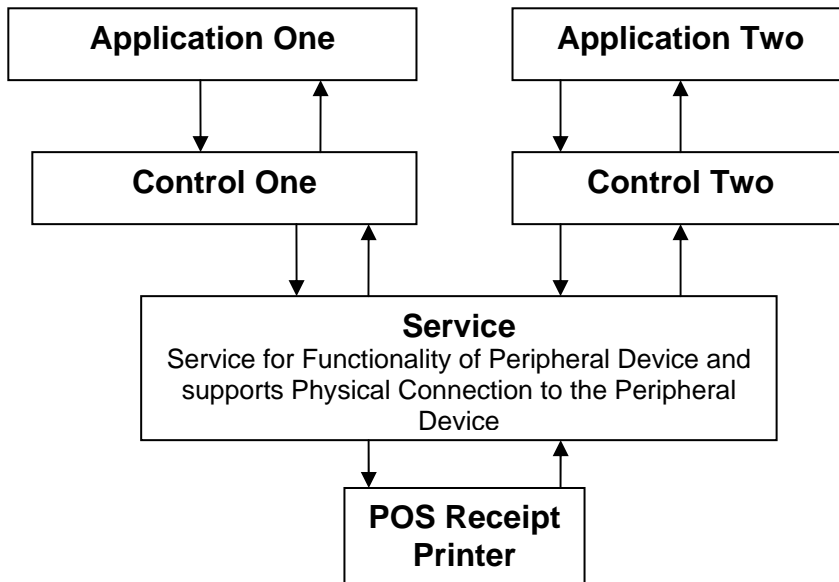 Application One
Application Two
Control One
Control Two
Service
Service for Functionality of Peripheral Device and
supports Physical Connection to the Peripheral
Device
POS Receipt
Printer